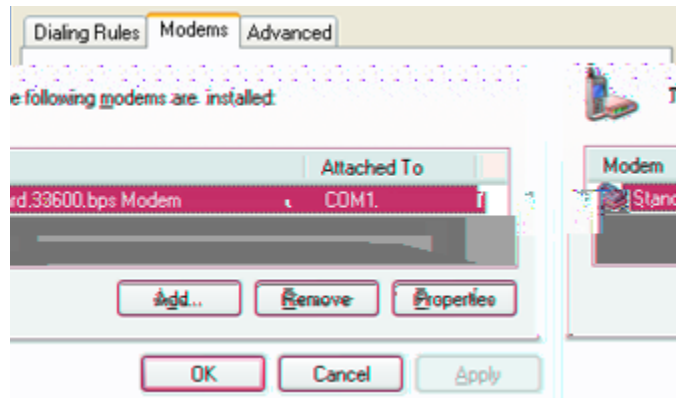 Dialing Rules Modems Advanced
e following modems are installed: T
Attached To Modem
rd.33600.bps Modem COM1. Stand
Add... Remove Properties
OK Cancel Apply